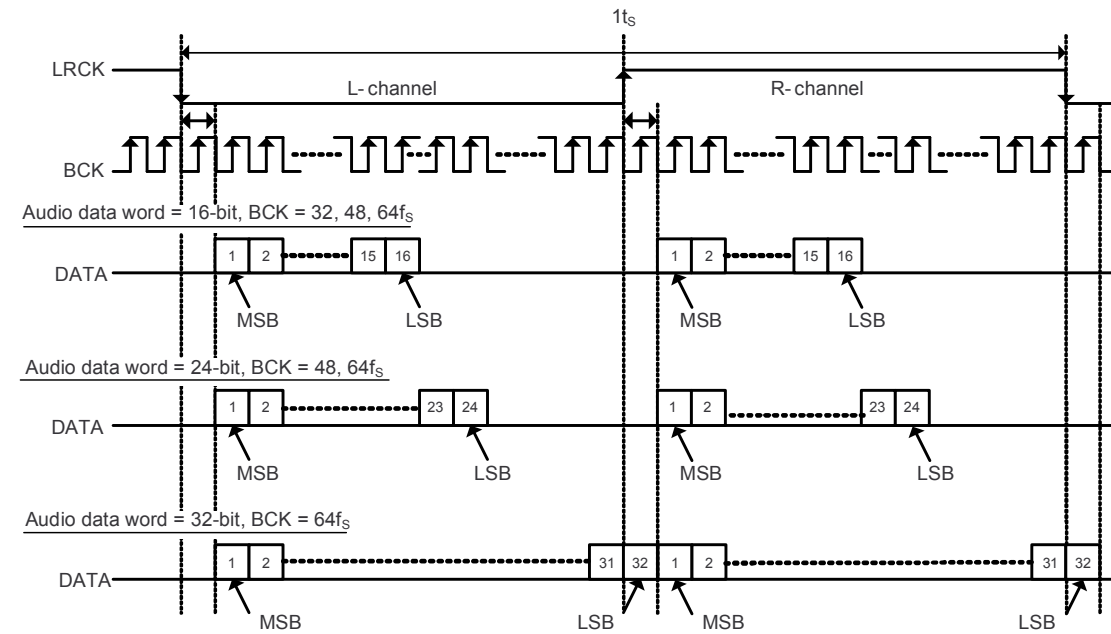 1tₛ
LRCK
L- channel
R- channel
BCK
Audio data word = 16-bit, BCK = 32, 48, 64fₛ
DATA
1 2 15 16 1 2 15 16
MSB LSB MSB LSB
Audio data word = 24-bit, BCK = 48, 64fₛ
DATA
1 2 23 24 1 2 23 24
MSB LSB MSB LSB
Audio data word = 32-bit, BCK = 64fₛ
DATA
1 2 31 32 1 2 31 32
MSB LSB MSB LSB